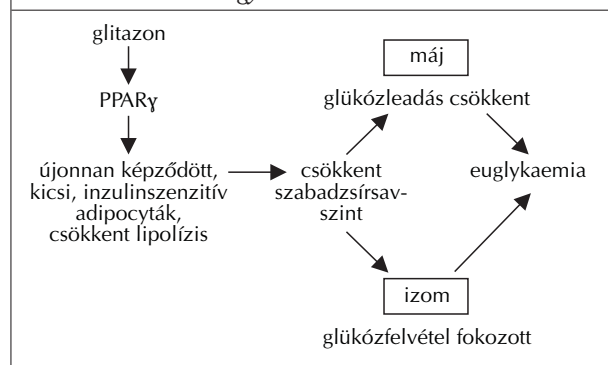 glitazon
PPARγ
újonnan képződött,
kicsi, inzulinszenzitív
adipocyták,
csökkent lipolízis
csökkent
szabadzsírsav-
szint
máj
glükózleadás csökkent
euglykaemia
izom
glükózfelvétel fokozott